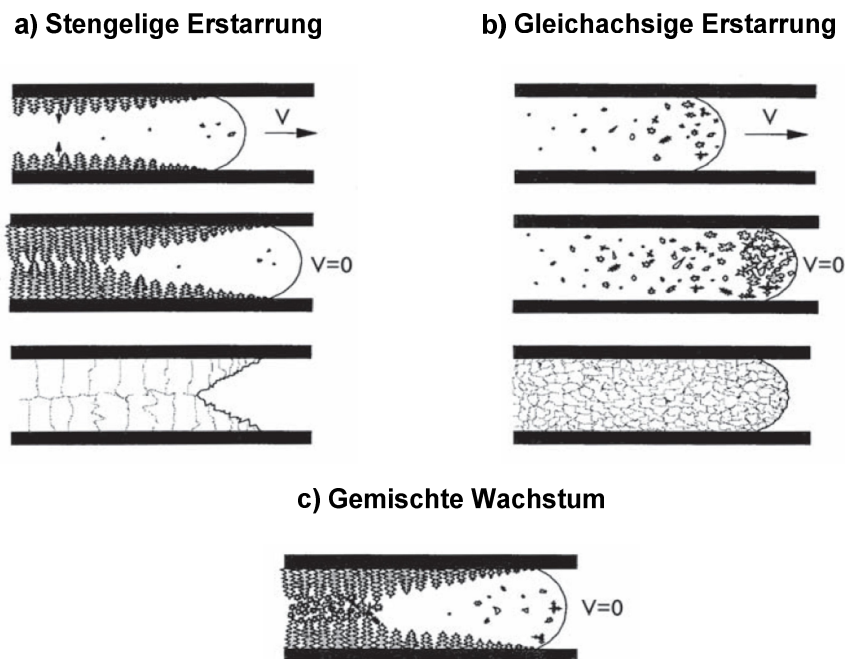 a) Stengelige Erstarrung
b) Gleichachsige Erstarrung
V
V
V=0
V=0
c) Gemischte Wachstum
V=0